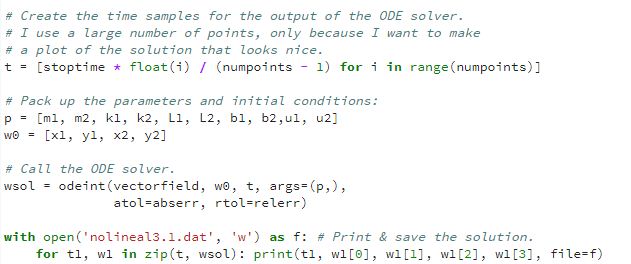 # Create the time samples for the output of the ODE solver.
# I use a large number of points, only because I want to make
# a plot of the solution that looks nice.
t = [stoptime * float(i) / (numpoints - 1) for i in range(numpoints)]
# Pack up the parameters and initial conditions:
p = [m1, m2, k1, k2, L1, L2, b1, b2,u1, u2]
w0 = [x1, y1, x2, y2]
# Call the ODE solver.
wsol = odeint(vectorfield, w0, t, args=(p,),
atol=abserr, rtol=relerr)
with open('nolineal3.1.dat', 'w') as f: # Print & save the solution.
for t1, w1 in zip(t, wsol): print(t1, w1[0], w1[1], w1[2], w1[3], file=f)